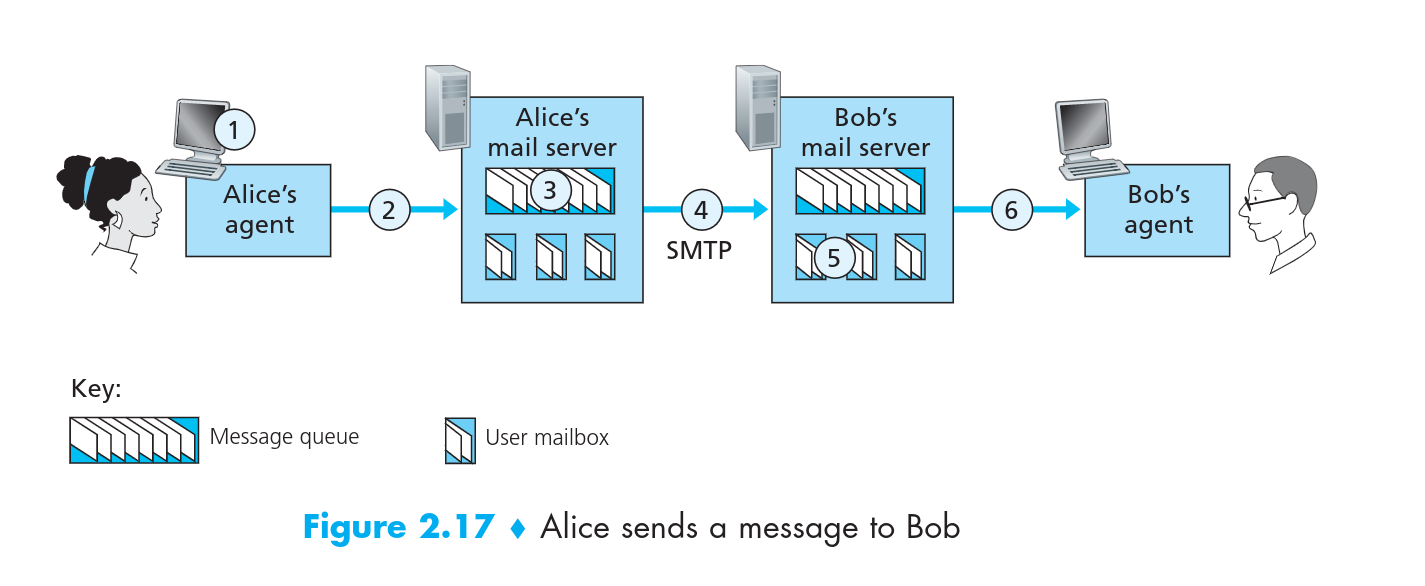 1
Alice's
agent
2
Alice's
mail server
3
4
SMTP
Bob's
mail server
5
6
Bob's
agent
Key:
Message queue
User mailbox
Figure 2.17 ♦ Alice sends a message to Bob